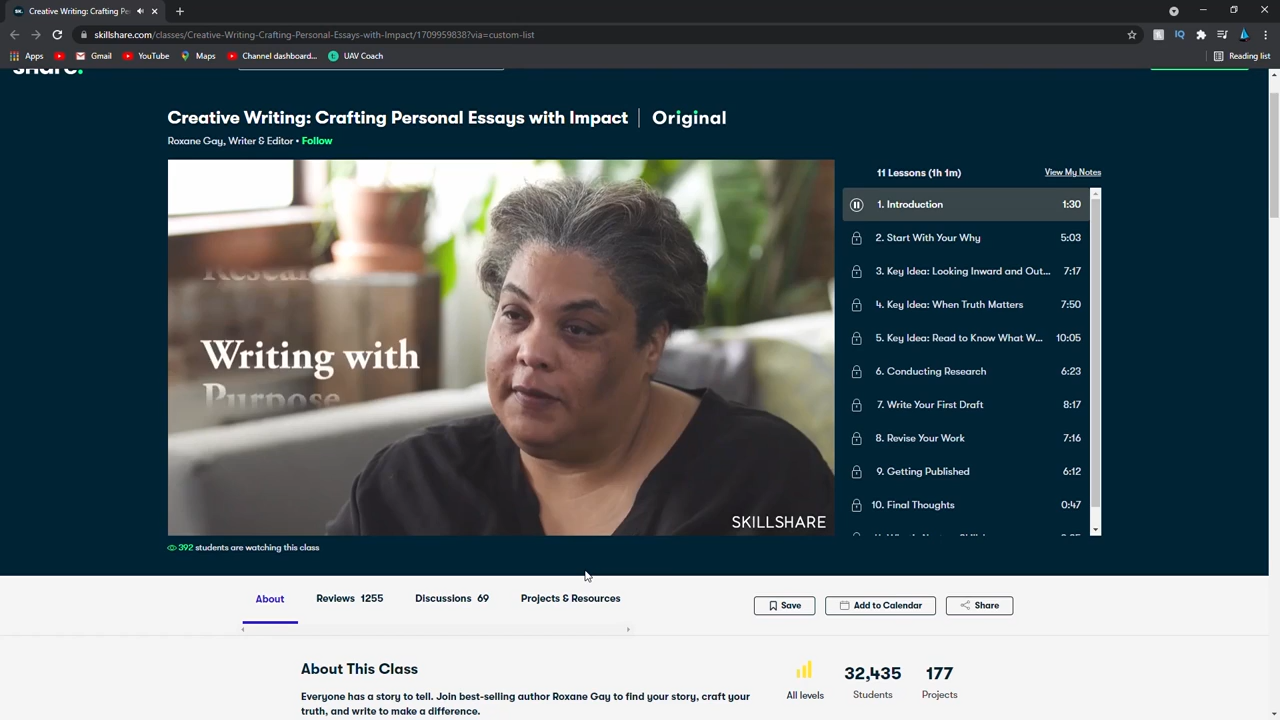 Creative Writing: Crafting Pe
skillshare.com/classes/Creative-Writing-Crafting-Personal-Essays-with-Impact/1709959838?via=custom-list
IQ
Apps
Gmail
YouTube
Maps
Channel dashboard...
UAV Coach
Reading list
share.
Creative Writing: Crafting Personal Essays with Impact | Original
Roxane Gay, Writer & Editor • Follow
Writing with
Purpose
SKILLSHARE
11 Lessons (1h 1m)
View My Notes
1. Introduction 1:30
2. Start With Your Why 5:03
3. Key Idea: Looking Inward and Out... 7:17
4. Key Idea: When Truth Matters 7:50
5. Key Idea: Read to Know What W... 10:05
6. Conducting Research 6:23
7. Write Your First Draft 8:17
8. Revise Your Work 7:16
9. Getting Published 6:12
10. Final Thoughts 0:47
392 students are watching this class
About
Reviews 1255
Discussions 69
Projects & Resources
Save
Add to Calendar
Share
About This Class
Everyone has a story to tell. Join best-selling author Roxane Gay to find your story, craft your
truth, and write to make a difference.
All levels
32,435
Students
177
Projects